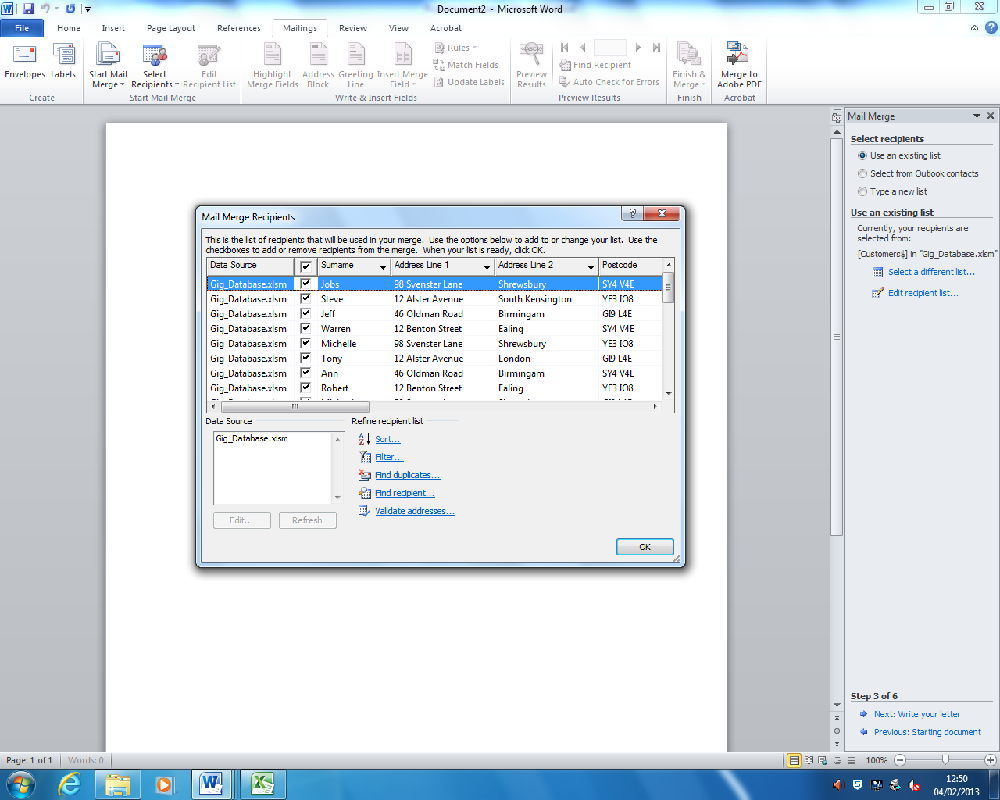 Document2 - Microsoft Word
File Home Insert Page Layout References Mailings Review View Acrobat
Envelopes Labels
Create
Start Mail Merge Select Recipients Edit Recipient List
Start Mail Merge
Highlight Merge Fields Address Block Greeting Line Insert Merge Field
Rules
Match Fields
Update Labels
Write & Insert Fields
Preview Results
Find Recipient
Auto Check for Errors
Preview Results
Finish & Merge
Finish
Merge to Adobe PDF
Acrobat
Mail Merge
Select recipients
Use an existing list
Select from Outlook contacts
Type a new list
Use an existing list
Currently, your recipients are
selected from:
[Customers$] in "Gig_Database.xlsm"
Select a different list...
Edit recipient list...
Mail Merge Recipients
This is the list of recipients that will be used in your merge. Use the options below to add to or change your list. Use the
checkboxes to add or remove recipients from the merge. When your list is ready, click OK.
Data Source Surname Address Line 1 Address Line 2 Postcode
Gig_Database.xlsm Jobs 98 Svenster Lane Shrewsbury SY4 V4E
Gig_Database.xlsm Steve 12 Alster Avenue South Kensington YE3 IO8
Gig_Database.xlsm Jeff 46 Oldman Road Birmingam GI9 L4E
Gig_Database.xlsm Warren 12 Benton Street Ealing SY4 V4E
Gig_Database.xlsm Michelle 98 Svenster Lane Shrewsbury YE3 IO8
Gig_Database.xlsm Tony 12 Alster Avenue London GI9 L4E
Gig_Database.xlsm Ann 46 Oldman Road Birmingam SY4 V4E
Gig_Database.xlsm Robert 12 Benton Street Ealing YE3 IO8
Data Source
Gig_Database.xlsm
Edit... Refresh
Refine recipient list
Sort...
Filter...
Find duplicates...
Find recipient...
Validate addresses...
OK
Step 3 of 6
Next: Write your letter
Previous: Starting document
Page: 1 of 1 Words: 0 100%
12:50
04/02/2013